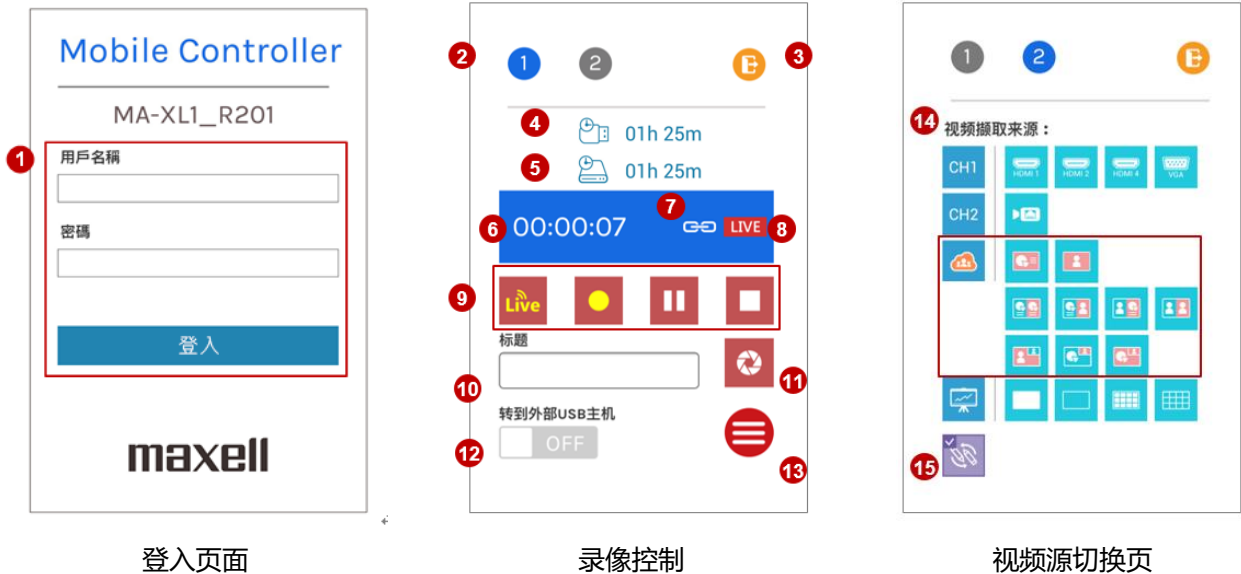 Mobile Controller
MA-XL1_R201
1
用戶名稱
密碼
登入
maxell
登入页面
2
1
2
3
4
01h 25m
5
01h 25m
6
00:00:07
7
LIVE
8
9
Live
标题
10
11
转到外部USB主机
12
OFF
13
录像控制
1
2
14
视频撷取来源：
CH1
HDMI 1
HDMI 2
HDMI 4
VGA
CH2
15
视频源切换页